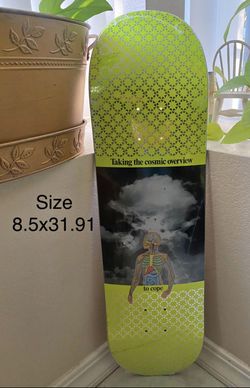 Taking the cosmic overview
Size
8.5x31.91
to cope